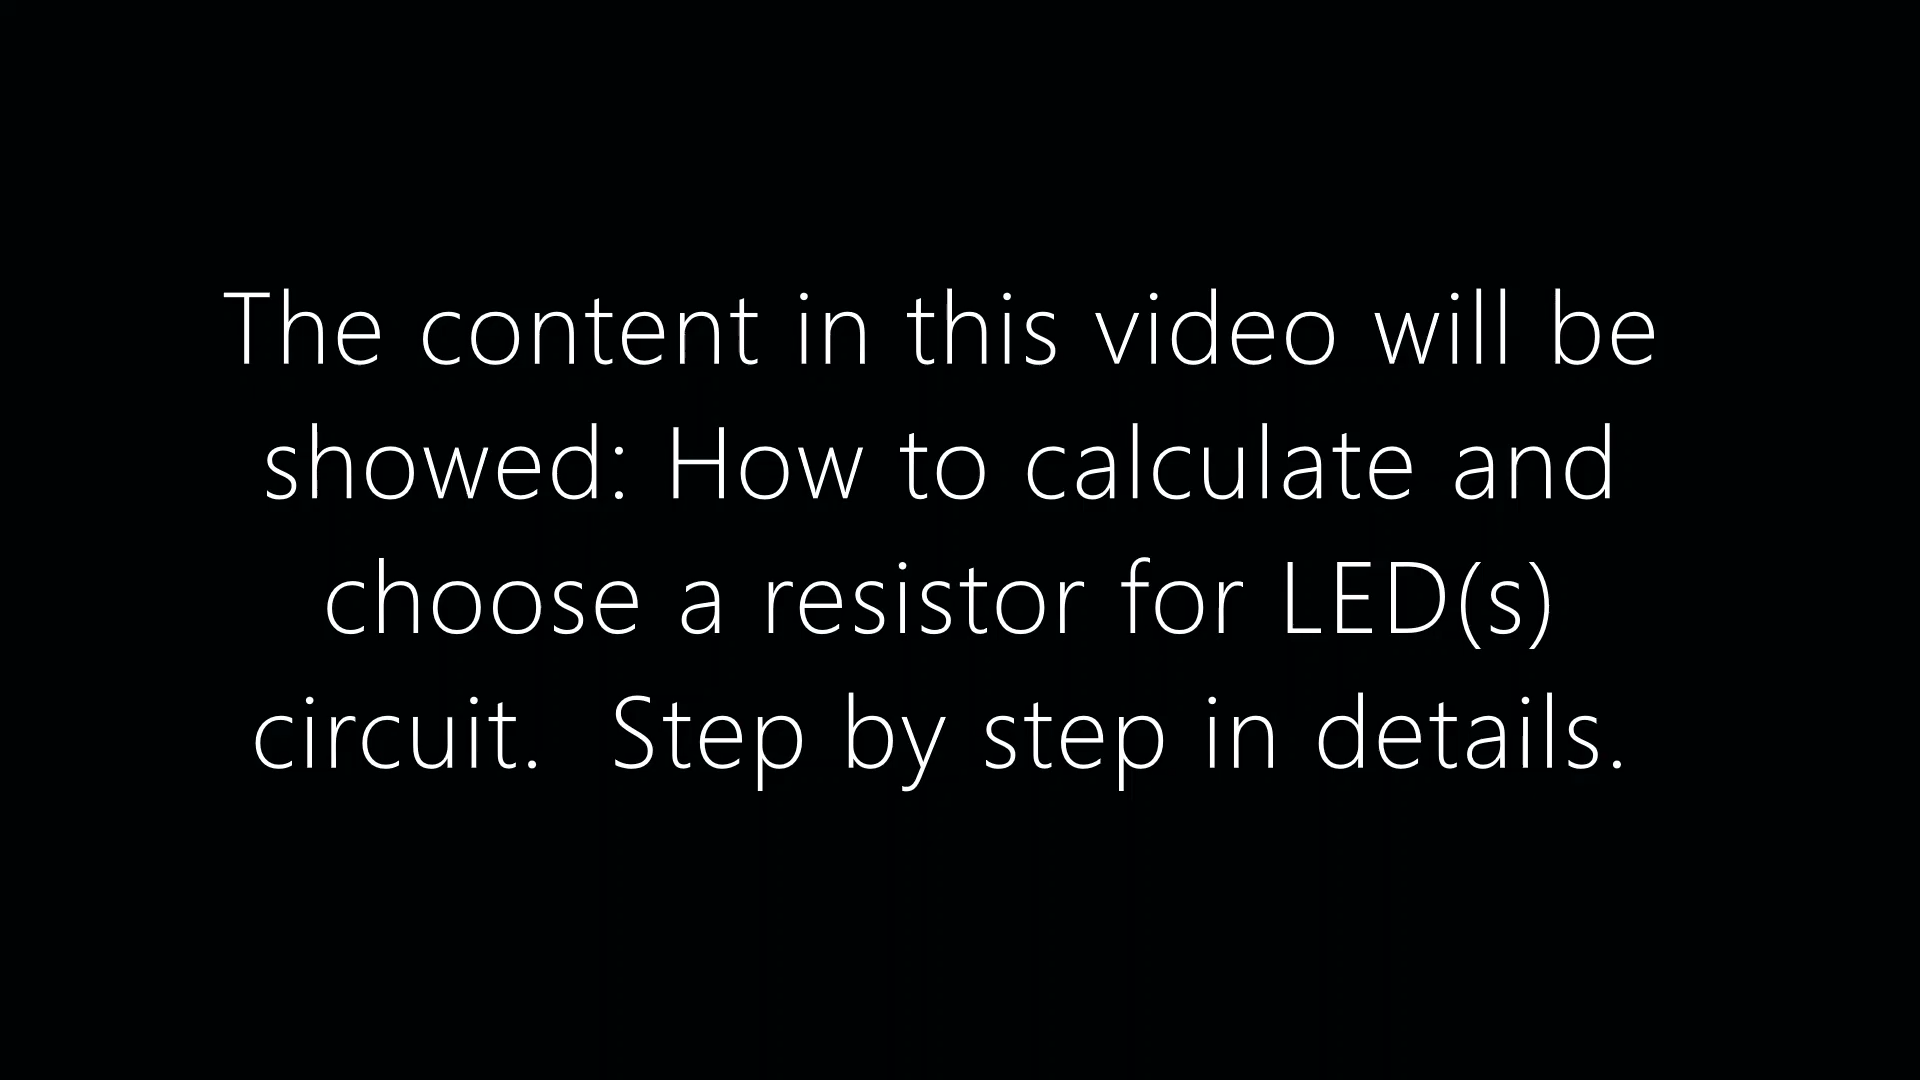 The content in this video will be
showed: How to calculate and
choose a resistor for LED(s)
circuit.  Step by step in details.